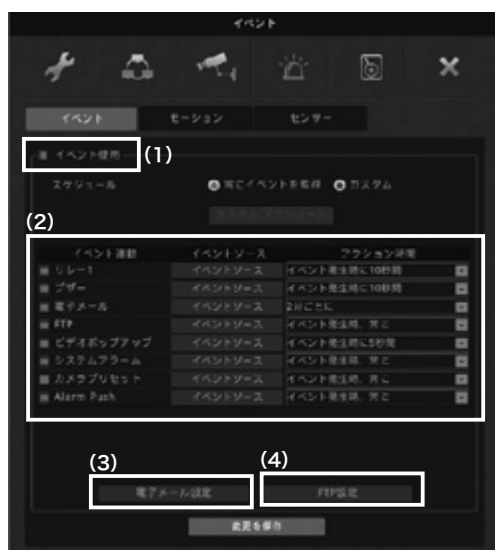 イベント
イベント モーション センサー
イベント使用 (1)
スケジュール 常にイベントを監視 カスタム
カスタム スケジュール
(2)
イベント連動 イベントソース アクション時間
リレー1 イベントソース イベント発生時に10秒間
ブザー イベントソース イベント発生時に10秒間
電子メール イベントソース 2分ごとに
FTP イベントソース イベント発生時、常に
ビデオポップアップ イベントソース イベント発生時に5秒間
システムアラーム イベントソース イベント発生時、常に
カメラプリセット イベントソース イベント発生時、常に
Alarm Push イベントソース イベント発生時、常に
(3) (4)
電子メール設定 FTP設定
変更を保存